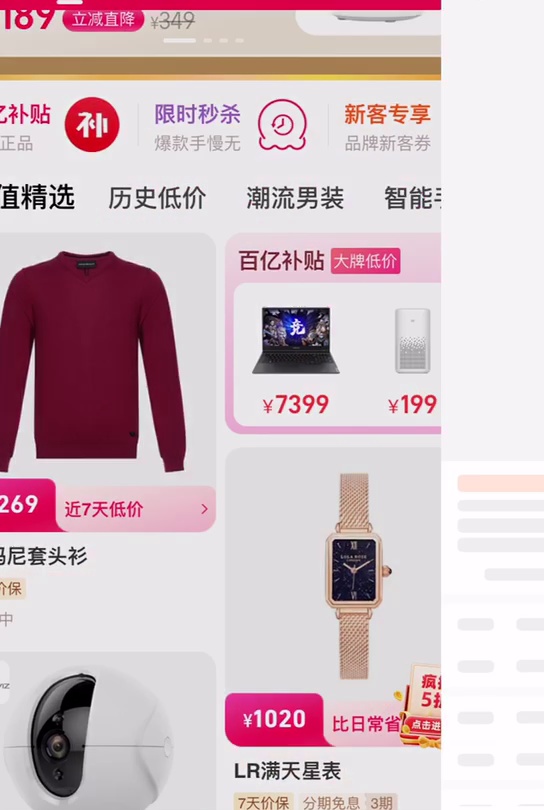 189 立减直降 ¥349
亿补贴
正品
补
限时秒杀
爆款手慢无
新客专享
品牌新客券
值精选 历史低价 潮流男装 智能
百亿补贴 大牌低价
竞
¥7399 ¥199
269 近7天低价
尼套头衫
价保
中
LOLA ROSE
¥1020 比日常省
疯
5折
点击进
LR满天星表
7天价保 分期免息 3期